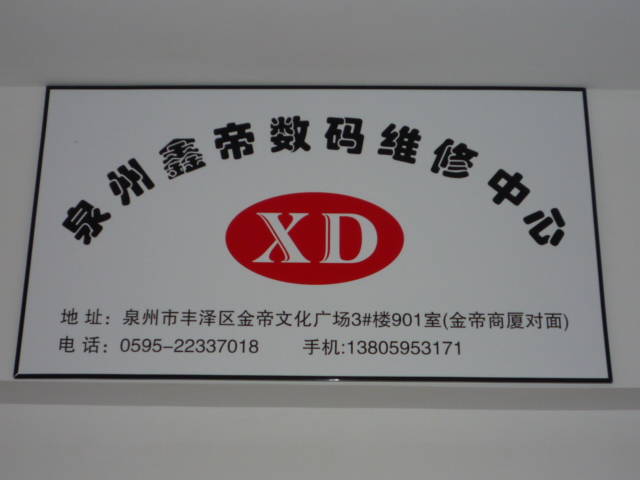 泉州鑫帝数码维修中心
XD
地 址：泉州市丰泽区金帝文化广场3#楼901室(金帝商厦对面)
电 话：0595-22337018 手机:13805953171